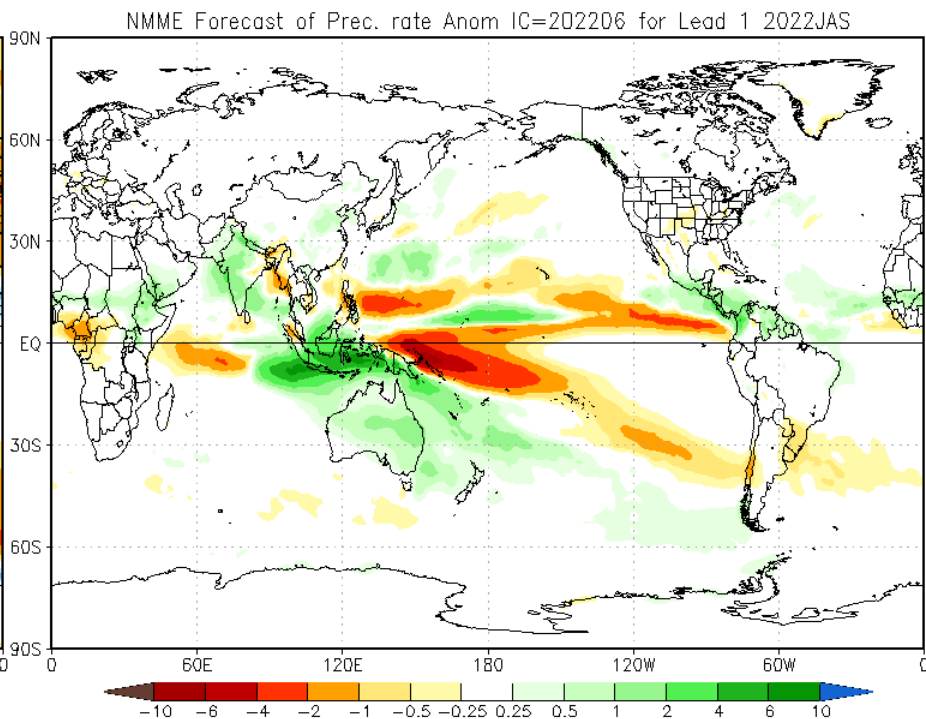 NMME Forecast of Prec. rate Anom IC=202206 for Lead 1 2022JAS
90N
60N
30N
EQ
30S
60S
90S
0 0 60E 120E 180 120W 60W 0
-10 -6 -4 -2 -1 -0.5 -0.25 0.25 0.5 1 2 4 6 10